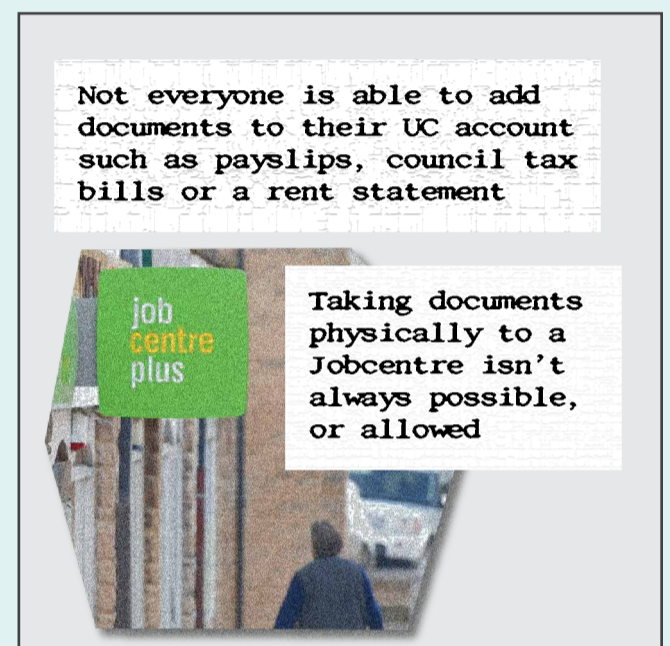 Not everyone is able to add
documents to their UC account
such as payslips, council tax
bills or a rent statement
job
centre
plus
Taking documents
physically to a
Jobcentre isn't
always possible,
or allowed